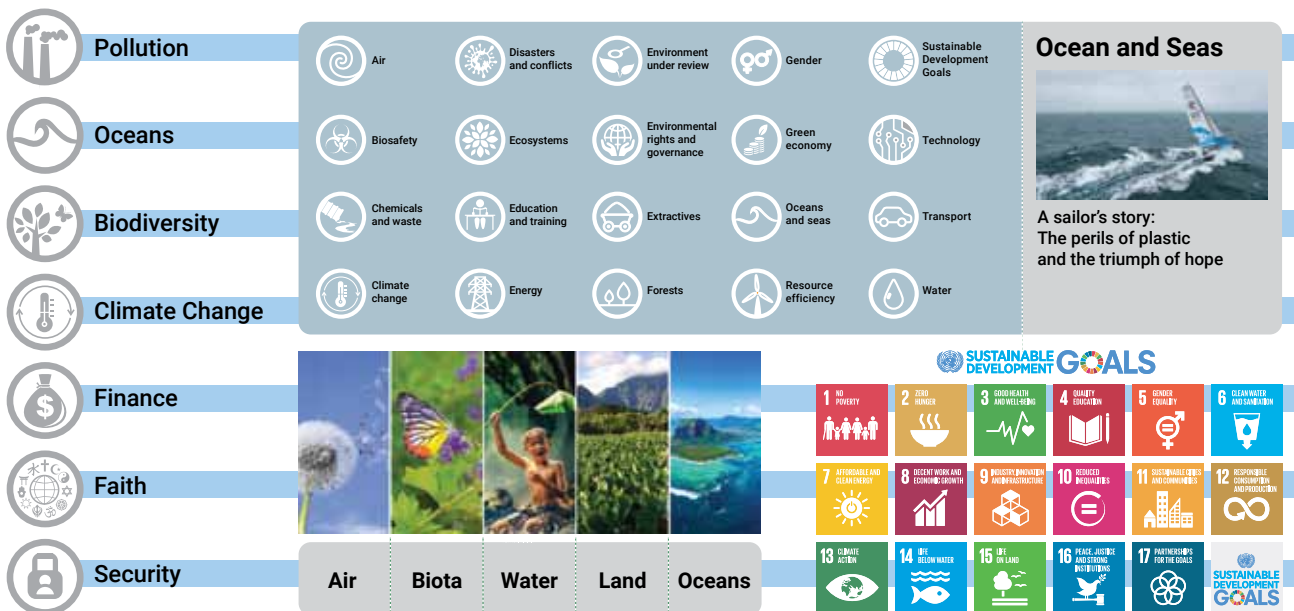 Pollution
Oceans
Biodiversity
Climate Change
Finance
Faith
Security
Air
Disasters
and conflicts
Environment
under review
Gender
Sustainable
Development
Goals
Biosafety
Ecosystems
Environmental
rights and
governance
Green
economy
Technology
Chemicals
and waste
Education
and training
Extractives
Oceans
and seas
Transport
Climate
change
Energy
Forests
Resource
efficiency
Water
Ocean and Seas
A sailor's story:
The perils of plastic
and the triumph of hope
Air
Biota
Water
Land
Oceans
SUSTAINABLE
DEVELOPMENT
GOALS
1 NO
POVERTY
2 ZERO
HUNGER
3 GOOD HEALTH
AND WELL-BEING
4 QUALITY
EDUCATION
5 GENDER
EQUALITY
6 CLEAN WATER
AND SANITATION
7 AFFORDABLE AND
CLEAN ENERGY
8 DECENT WORK AND
ECONOMIC GROWTH
9 INDUSTRY, INNOVATION
AND INFRASTRUCTURE
10 REDUCED
INEQUALITIES
11 SUSTAINABLE CITIES
AND COMMUNITIES
12 RESPONSIBLE
CONSUMPTION
AND PRODUCTION
13 CLIMATE
ACTION
14 LIFE
BELOW WATER
15 LIFE
ON LAND
16 PEACE, JUSTICE
AND STRONG
INSTITUTIONS
17 PARTNERSHIPS
FOR THE GOALS
SUSTAINABLE
DEVELOPMENT
GOALS